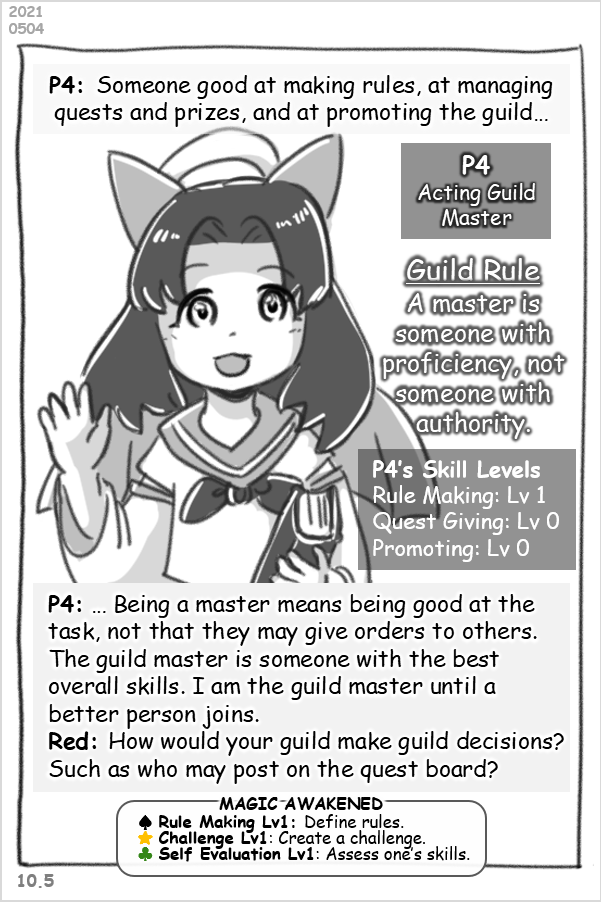 2021
0504
P4: Someone good at making rules, at managing
quests and prizes, and at promoting the guild...
P4
Acting Guild
Master
Guild Rule
A master is
someone with
proficiency, not
someone with
authority.
P4's Skill Levels
Rule Making: Lv 1
Quest Giving: Lv 0
Promoting: Lv 0
P4: ... Being a master means being good at the
task, not that they may give orders to others.
The guild master is someone with the best
overall skills. I am the guild master until a
better person joins.
Red: How would your guild make guild decisions?
Such as who may post on the quest board?
MAGIC AWAKENED
♠ Rule Making Lv1: Define rules.
⭐ Challenge Lv1: Create a challenge.
♣ Self Evaluation Lv1: Assess one's skills.
10.5